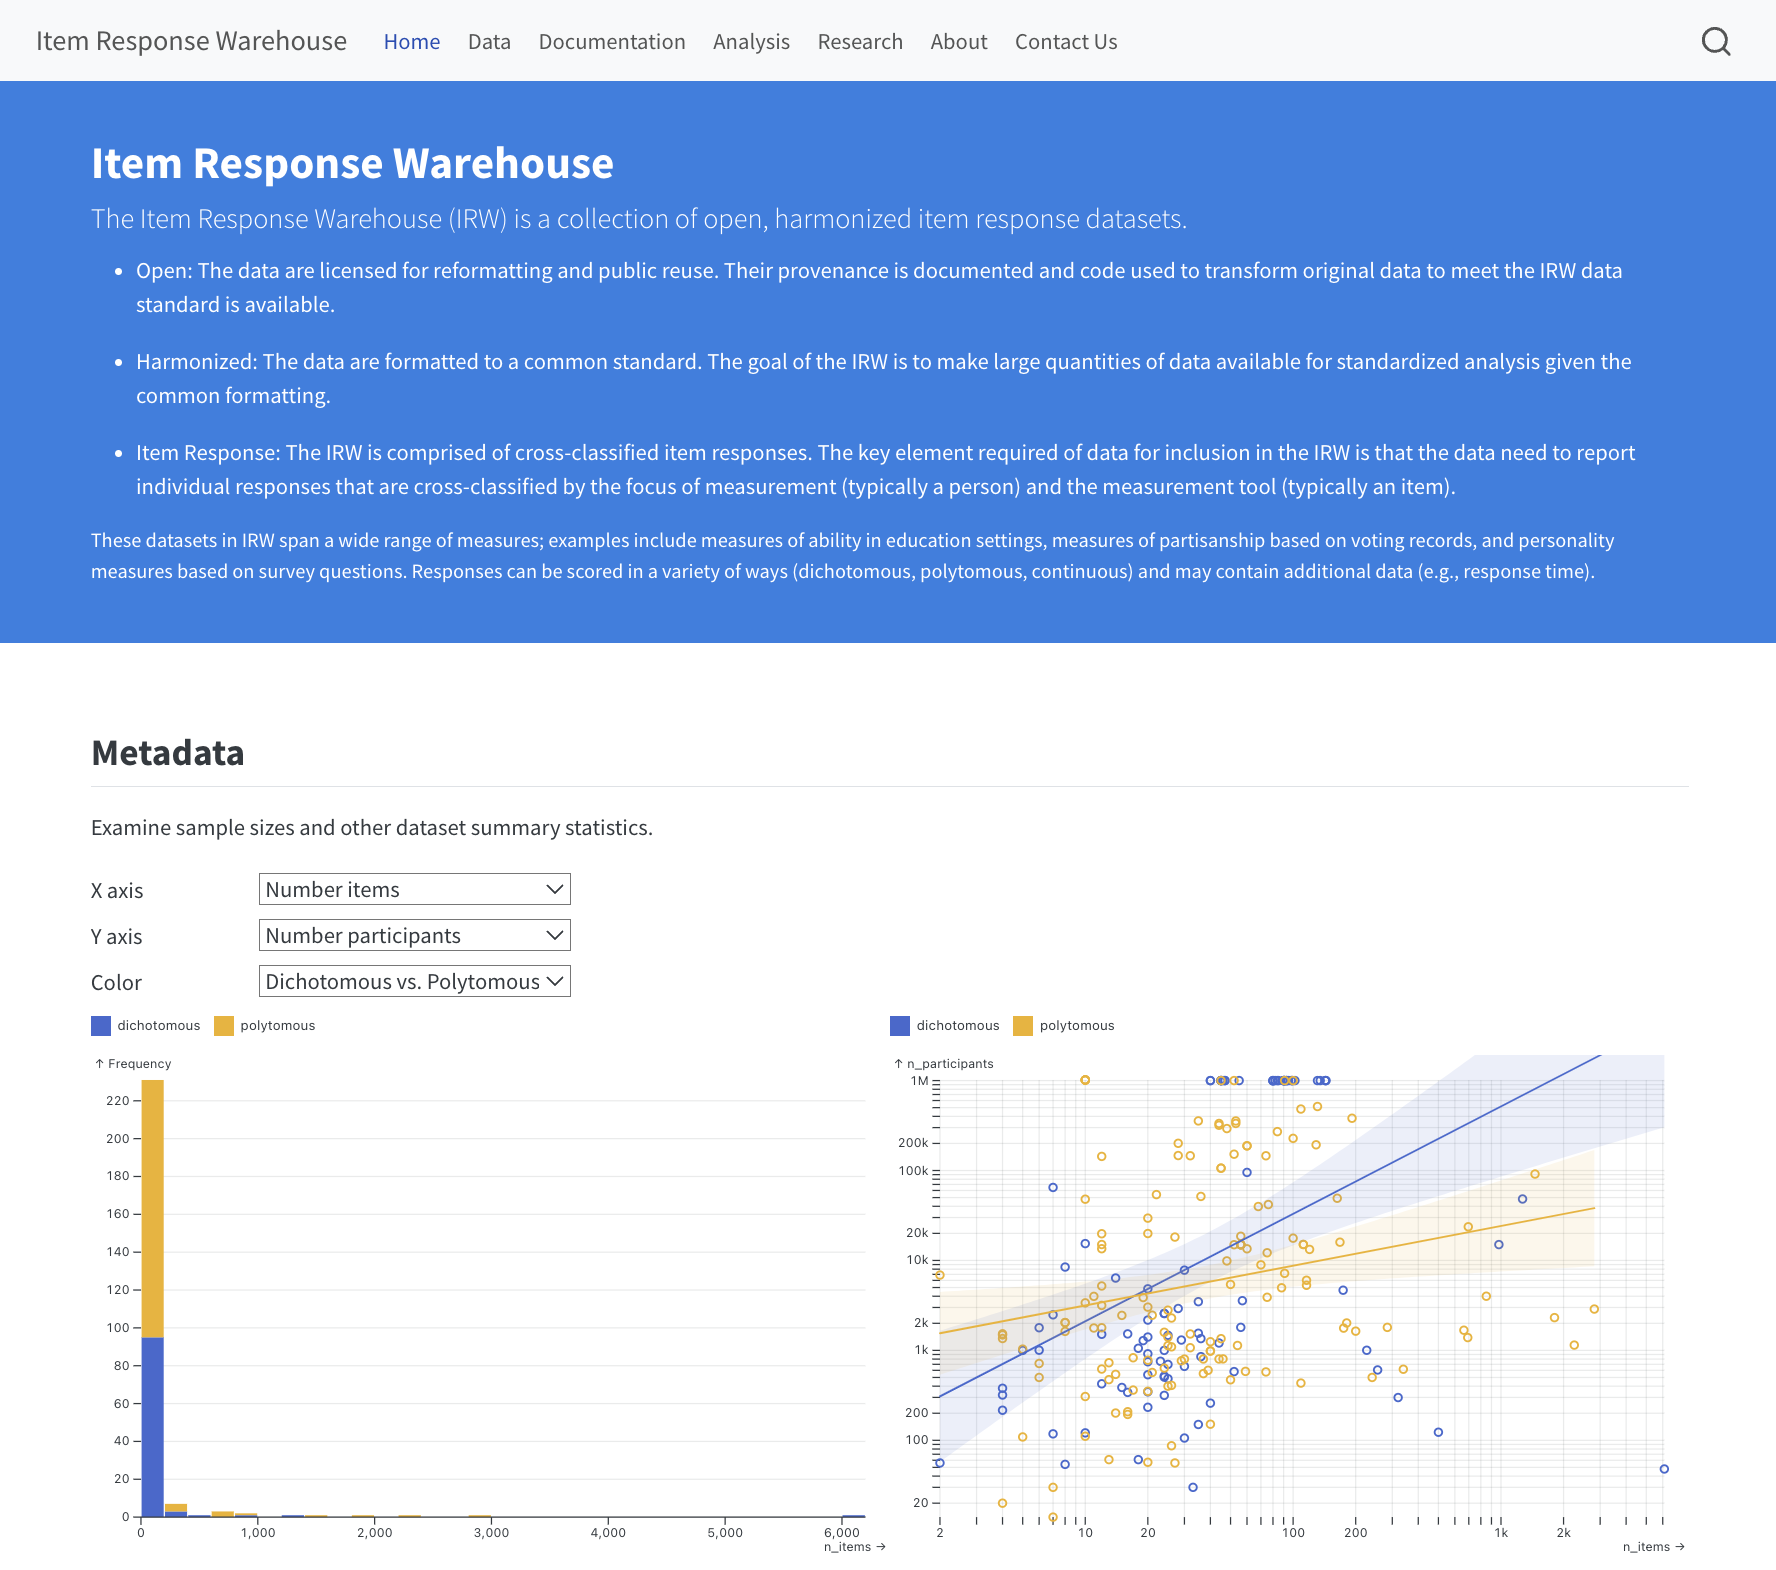 Item Response Warehouse Home Data Documentation Analysis Research About Contact Us
Item Response Warehouse
The Item Response Warehouse (IRW) is a collection of open, harmonized item response datasets.
• Open: The data are licensed for reformatting and public reuse. Their provenance is documented and code used to transform original data to meet the IRW data
standard is available.
• Harmonized: The data are formatted to a common standard. The goal of the IRW is to make large quantities of data available for standardized analysis given the
common formatting.
• Item Response: The IRW is comprised of cross-classified item responses. The key element required of data for inclusion in the IRW is that the data need to report
individual responses that are cross-classified by the focus of measurement (typically a person) and the measurement tool (typically an item).
These datasets in IRW span a wide range of measures; examples include measures of ability in education settings, measures of partisanship based on voting records, and personality
measures based on survey questions. Responses can be scored in a variety of ways (dichotomous, polytomous, continuous) and may contain additional data (e.g., response time).
Metadata
Examine sample sizes and other dataset summary statistics.
X axis Number items
Y axis Number participants
Color Dichotomous vs. Polytomous
dichotomous polytomous
↑ Frequency
220
200
180
160
140
120
100
80
60
40
20
0
0 1,000 2,000 3,000 4,000 5,000 6,000
n_items →
dichotomous polytomous
↑ n_participants
1M
200k
100k
20k
10k
2k
1k
200
100
20
2 10 20 100 200 1k 2k
n_items →